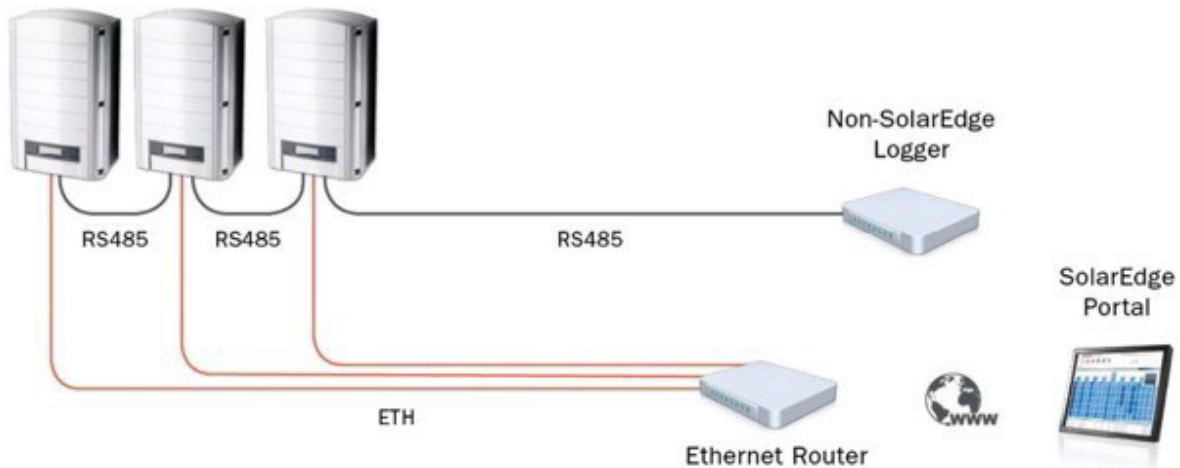 Non-SolarEdge
Logger
RS485
RS485
RS485
SolarEdge
Portal
ETH
www
Ethernet Router